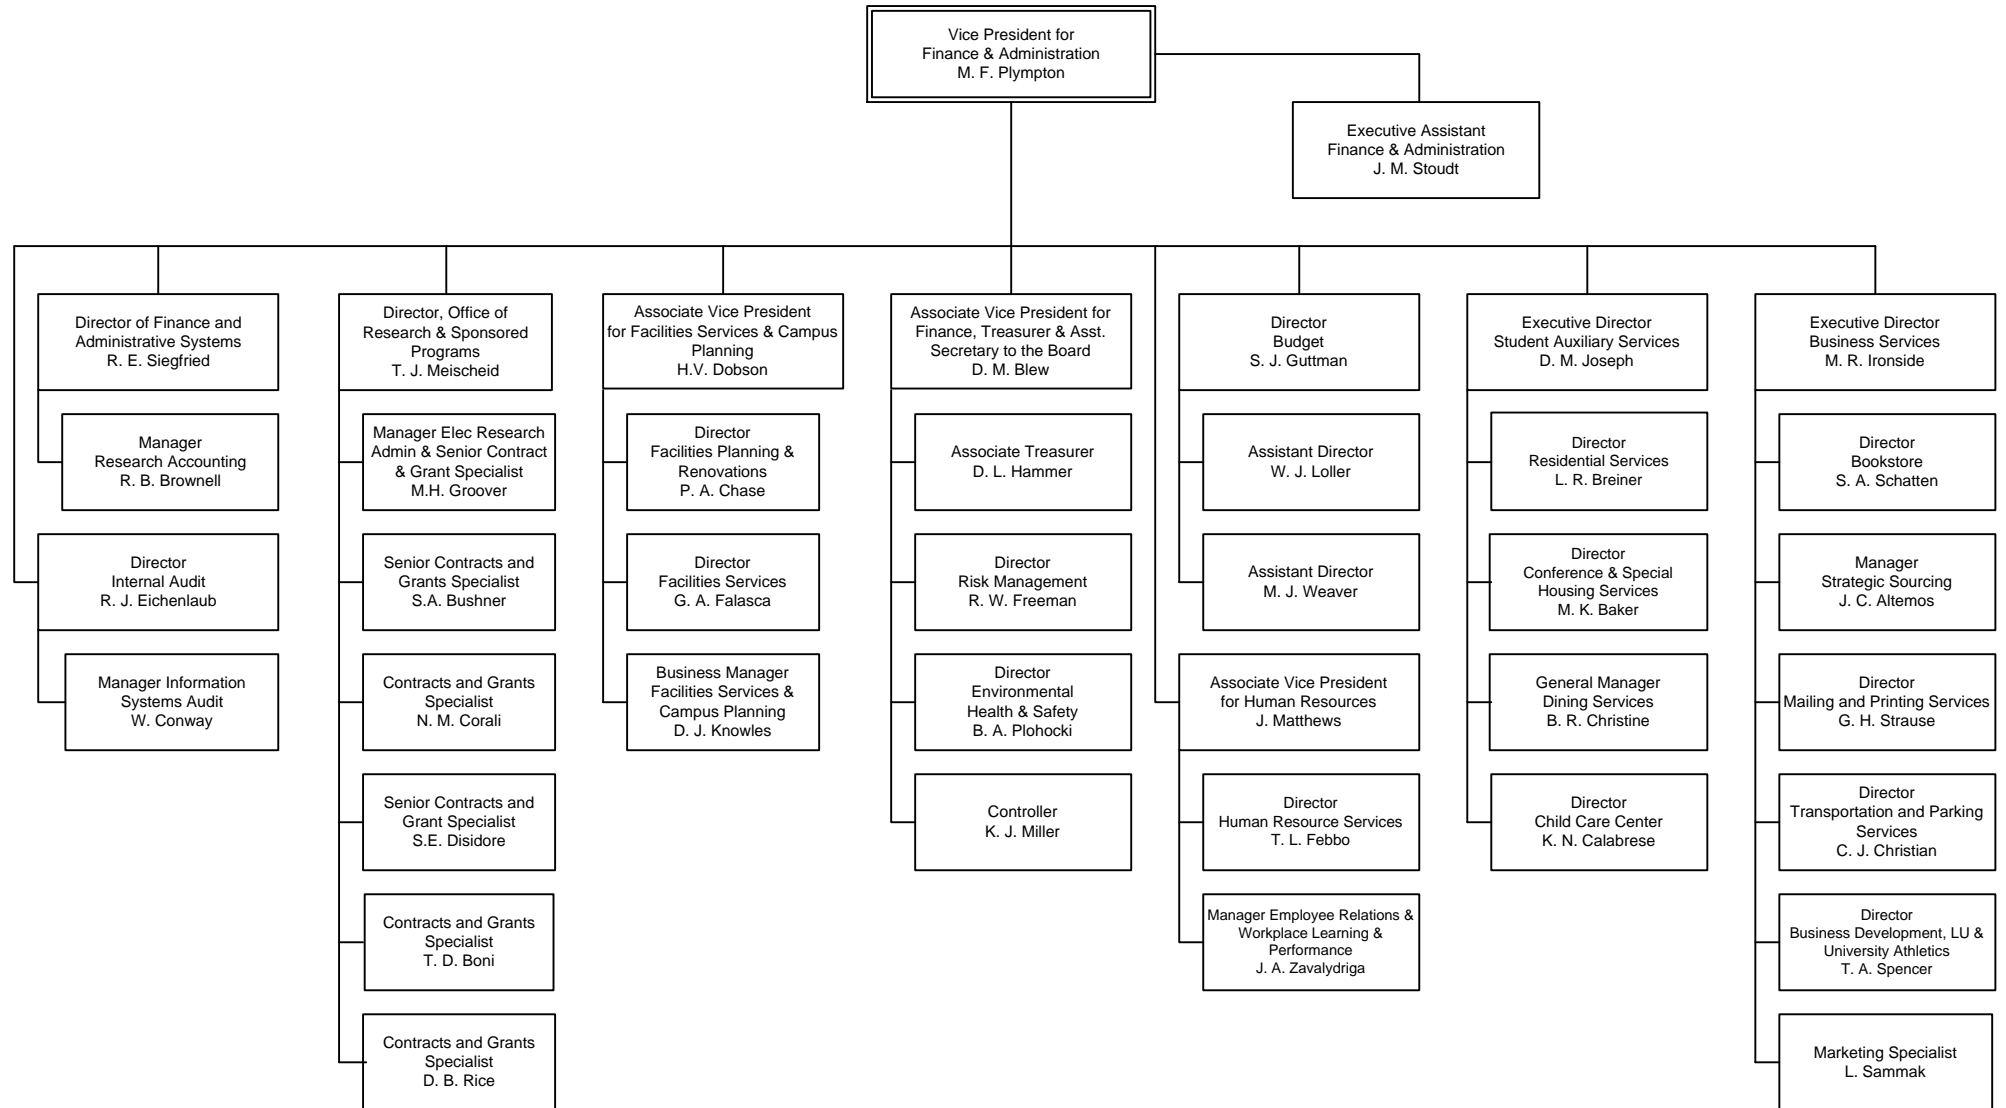 Vice President for
Finance & Administration
M. F. Plympton
Executive Assistant
Finance & Administration
J. M. Stoudt
Director of Finance and
Administrative Systems
R. E. Siegfried
Manager
Research Accounting
R. B. Brownell
Director
Internal Audit
R. J. Eichenlaub
Manager Information
Systems Audit
W. Conway
Director, Office of
Research & Sponsored
Programs
T. J. Meischeid
Manager Elec Research
Admin & Senior Contract
& Grant Specialist
M.H. Groover
Senior Contracts and
Grants Specialist
S.A. Bushner
Contracts and Grants
Specialist
N. M. Corali
Senior Contracts and
Grant Specialist
S.E. Disidore
Contracts and Grants
Specialist
T. D. Boni
Contracts and Grants
Specialist
D. B. Rice
Associate Vice President
for Facilities Services & Campus
Planning
H.V. Dobson
Director
Facilities Planning &
Renovations
P. A. Chase
Director
Facilities Services
G. A. Falasca
Business Manager
Facilities Services &
Campus Planning
D. J. Knowles
Associate Vice President for
Finance, Treasurer & Asst.
Secretary to the Board
D. M. Blew
Associate Treasurer
D. L. Hammer
Director
Risk Management
R. W. Freeman
Director
Environmental
Health & Safety
B. A. Plohocki
Controller
K. J. Miller
Director
Budget
S. J. Guttman
Assistant Director
W. J. Loller
Assistant Director
M. J. Weaver
Associate Vice President
for Human Resources
J. Matthews
Director
Human Resource Services
T. L. Febbo
Manager Employee Relations &
Workplace Learning &
Performance
J. A. Zavalydriga
Executive Director
Student Auxiliary Services
D. M. Joseph
Director
Residential Services
L. R. Breiner
Director
Conference & Special
Housing Services
M. K. Baker
General Manager
Dining Services
B. R. Christine
Director
Child Care Center
K. N. Calabrese
Executive Director
Business Services
M. R. Ironside
Director
Bookstore
S. A. Schatten
Manager
Strategic Sourcing
J. C. Altemos
Director
Mailing and Printing Services
G. H. Strause
Director
Transportation and Parking
Services
C. J. Christian
Director
Business Development, LU &
University Athletics
T. A. Spencer
Marketing Specialist
L. Sammak